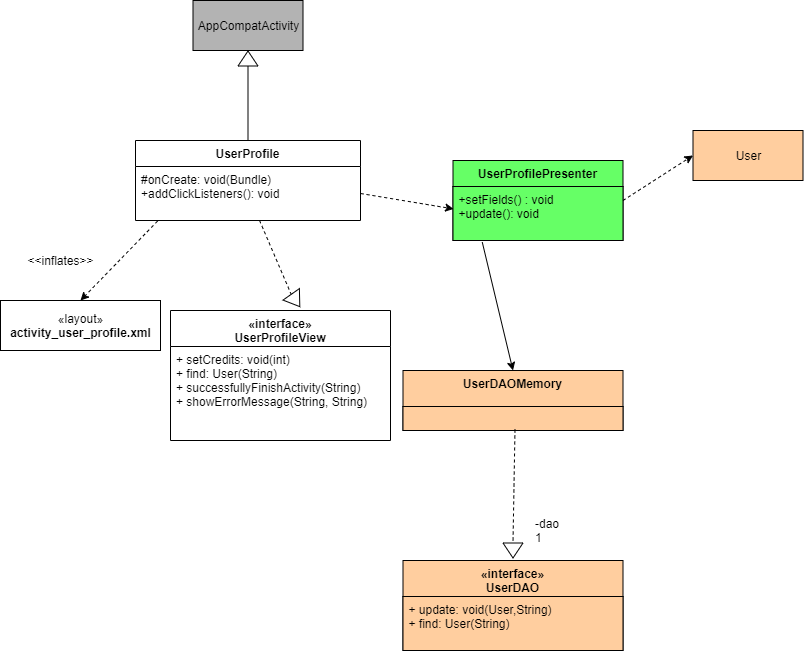 AppCompatActivity
UserProfile
#onCreate: void(Bundle)
+addClickListeners(): void
UserProfilePresenter
+setFields() : void
+update(): void
User
<<inflates>>
«layout»
activity_user_profile.xml
«interface»
UserProfileView
+ setCredits: void(int)
+ find: User(String)
+ successfullyFinishActivity(String)
+ showErrorMessage(String, String)
UserDAOMemory
-dao
1
«interface»
UserDAO
+ update: void(User,String)
+ find: User(String)